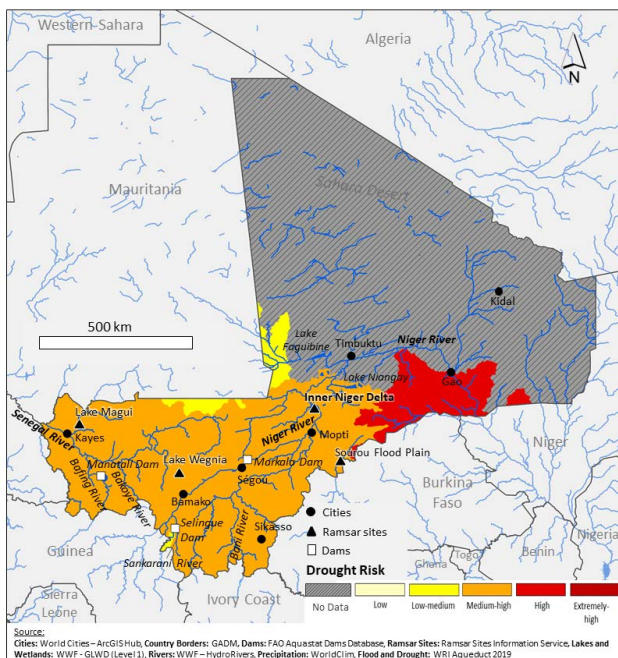 Western Sahara
Algeria
N
Mauritania
Sahara Desert
Kidal
500 km
Lake
Faguibine
Timbuktu
Niger River
Lake Niangay
Gao
Inner Niger Delta
Lake Magui
Senegal River
Kayes
Niger River
Mopti
Niger
Manatali Dam
Lake Wegnia
Markala Dam
Sourou Flood Plain
Bafing River
Bakoye River
Ségou
Bamako
Burkina
Faso
Selingue
Dam
Sikasso
Bani River
Guinea
Sankarani River
Nigeria
Benin
Togo
Ghana
Sierra
Leone
Ivory Coast
Cities
Ramsar sites
Dams
Drought Risk
No Data
Low
Low-medium
Medium-high
High
Extremely-
high
Source:
Cities: World Cities – ArcGIS Hub, Country Borders: GADM, Dams: FAO Aquastat Dams Database, Ramsar Sites: Ramsar Sites Information Service, Lakes and
Wetlands: WWF - GLWD (Level 1), Rivers: WWF – HydroRivers, Precipitation: WorldClim, Flood and Drought: WRI Aqueduct 2019